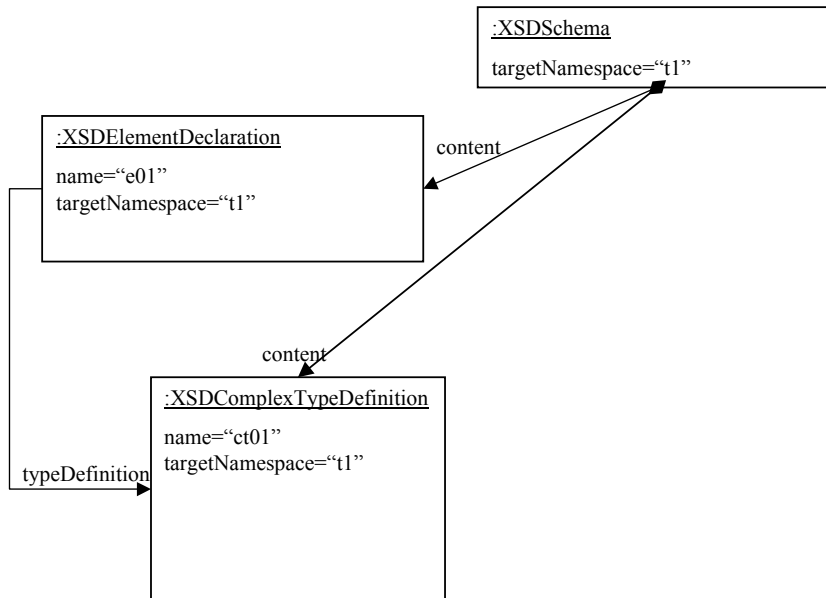 :XSDSchema
targetNamespace=“t1”
:XSDElementDeclaration
name=“e01”
targetNamespace=“t1”
content
content
:XSDComplexTypeDefinition
name=“ct01”
targetNamespace=“t1”
typeDefinition